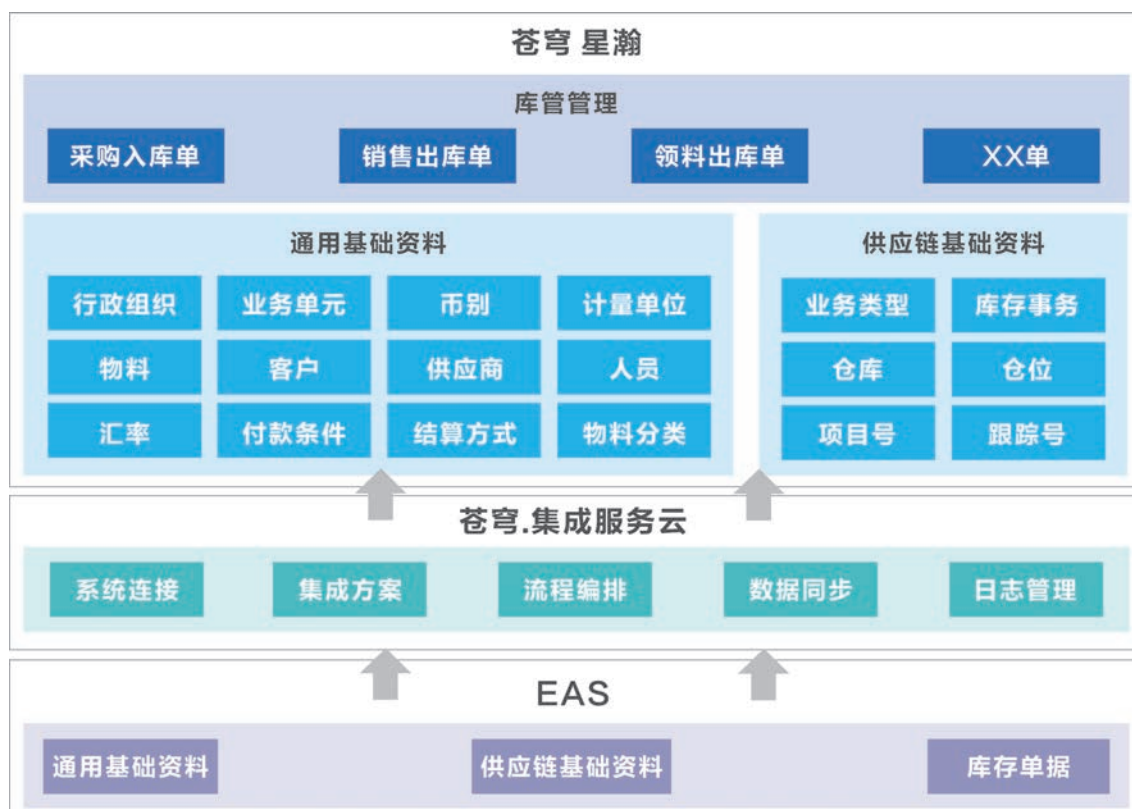 苍穹 星瀚
库管管理
采购入库单 销售出库单 领料出库单 XX单
通用基础资料 供应链基础资料
行政组织 业务单元 币别 计量单位 业务类型 库存事务
物料 客户 供应商 人员 仓库 仓位
汇率 付款条件 结算方式 物料分类 项目号 跟踪号
苍穹.集成服务云
系统连接 集成方案 流程编排 数据同步 日志管理
EAS
通用基础资料 供应链基础资料 库存单据